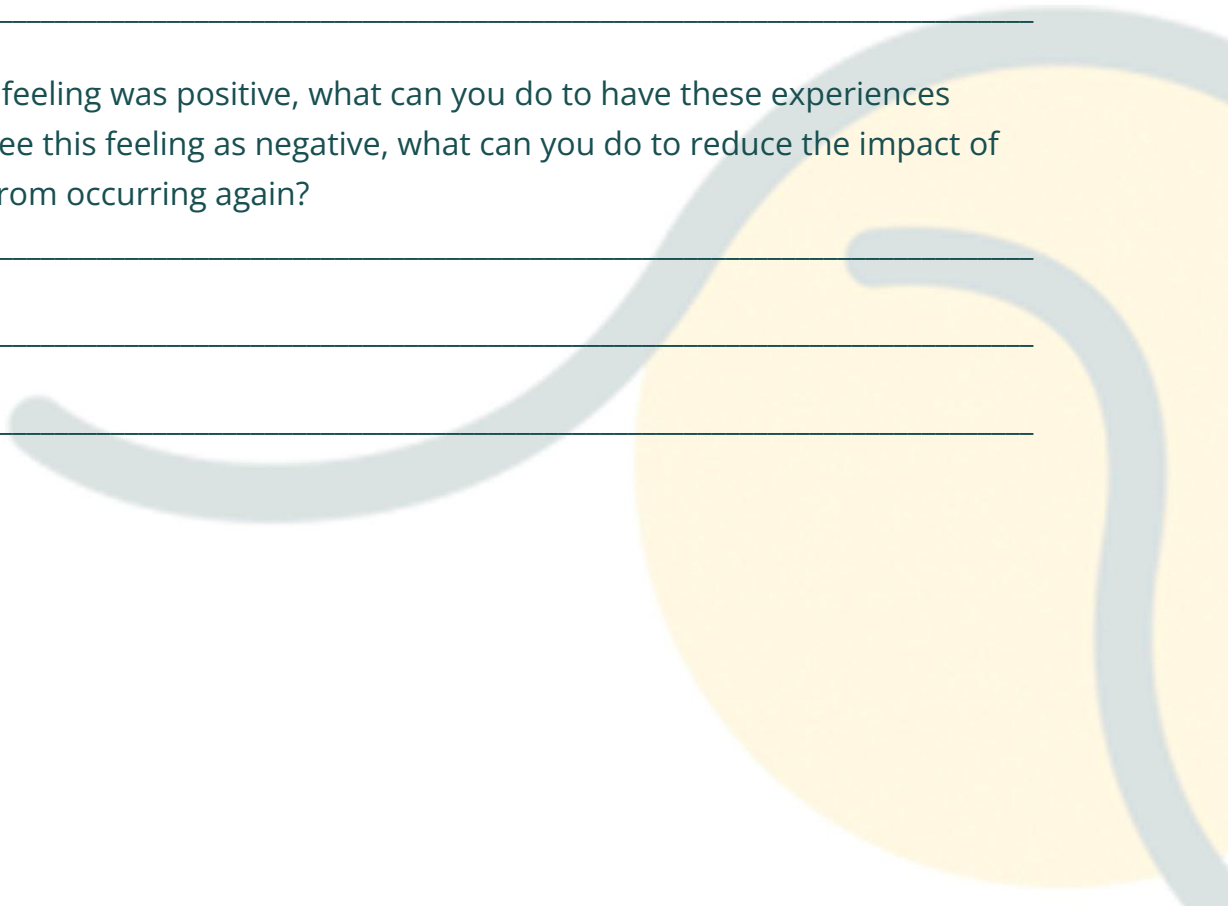 feeling was positive, what can you do to have these experiences
ee this feeling as negative, what can you do to reduce the impact of
rom occurring again?